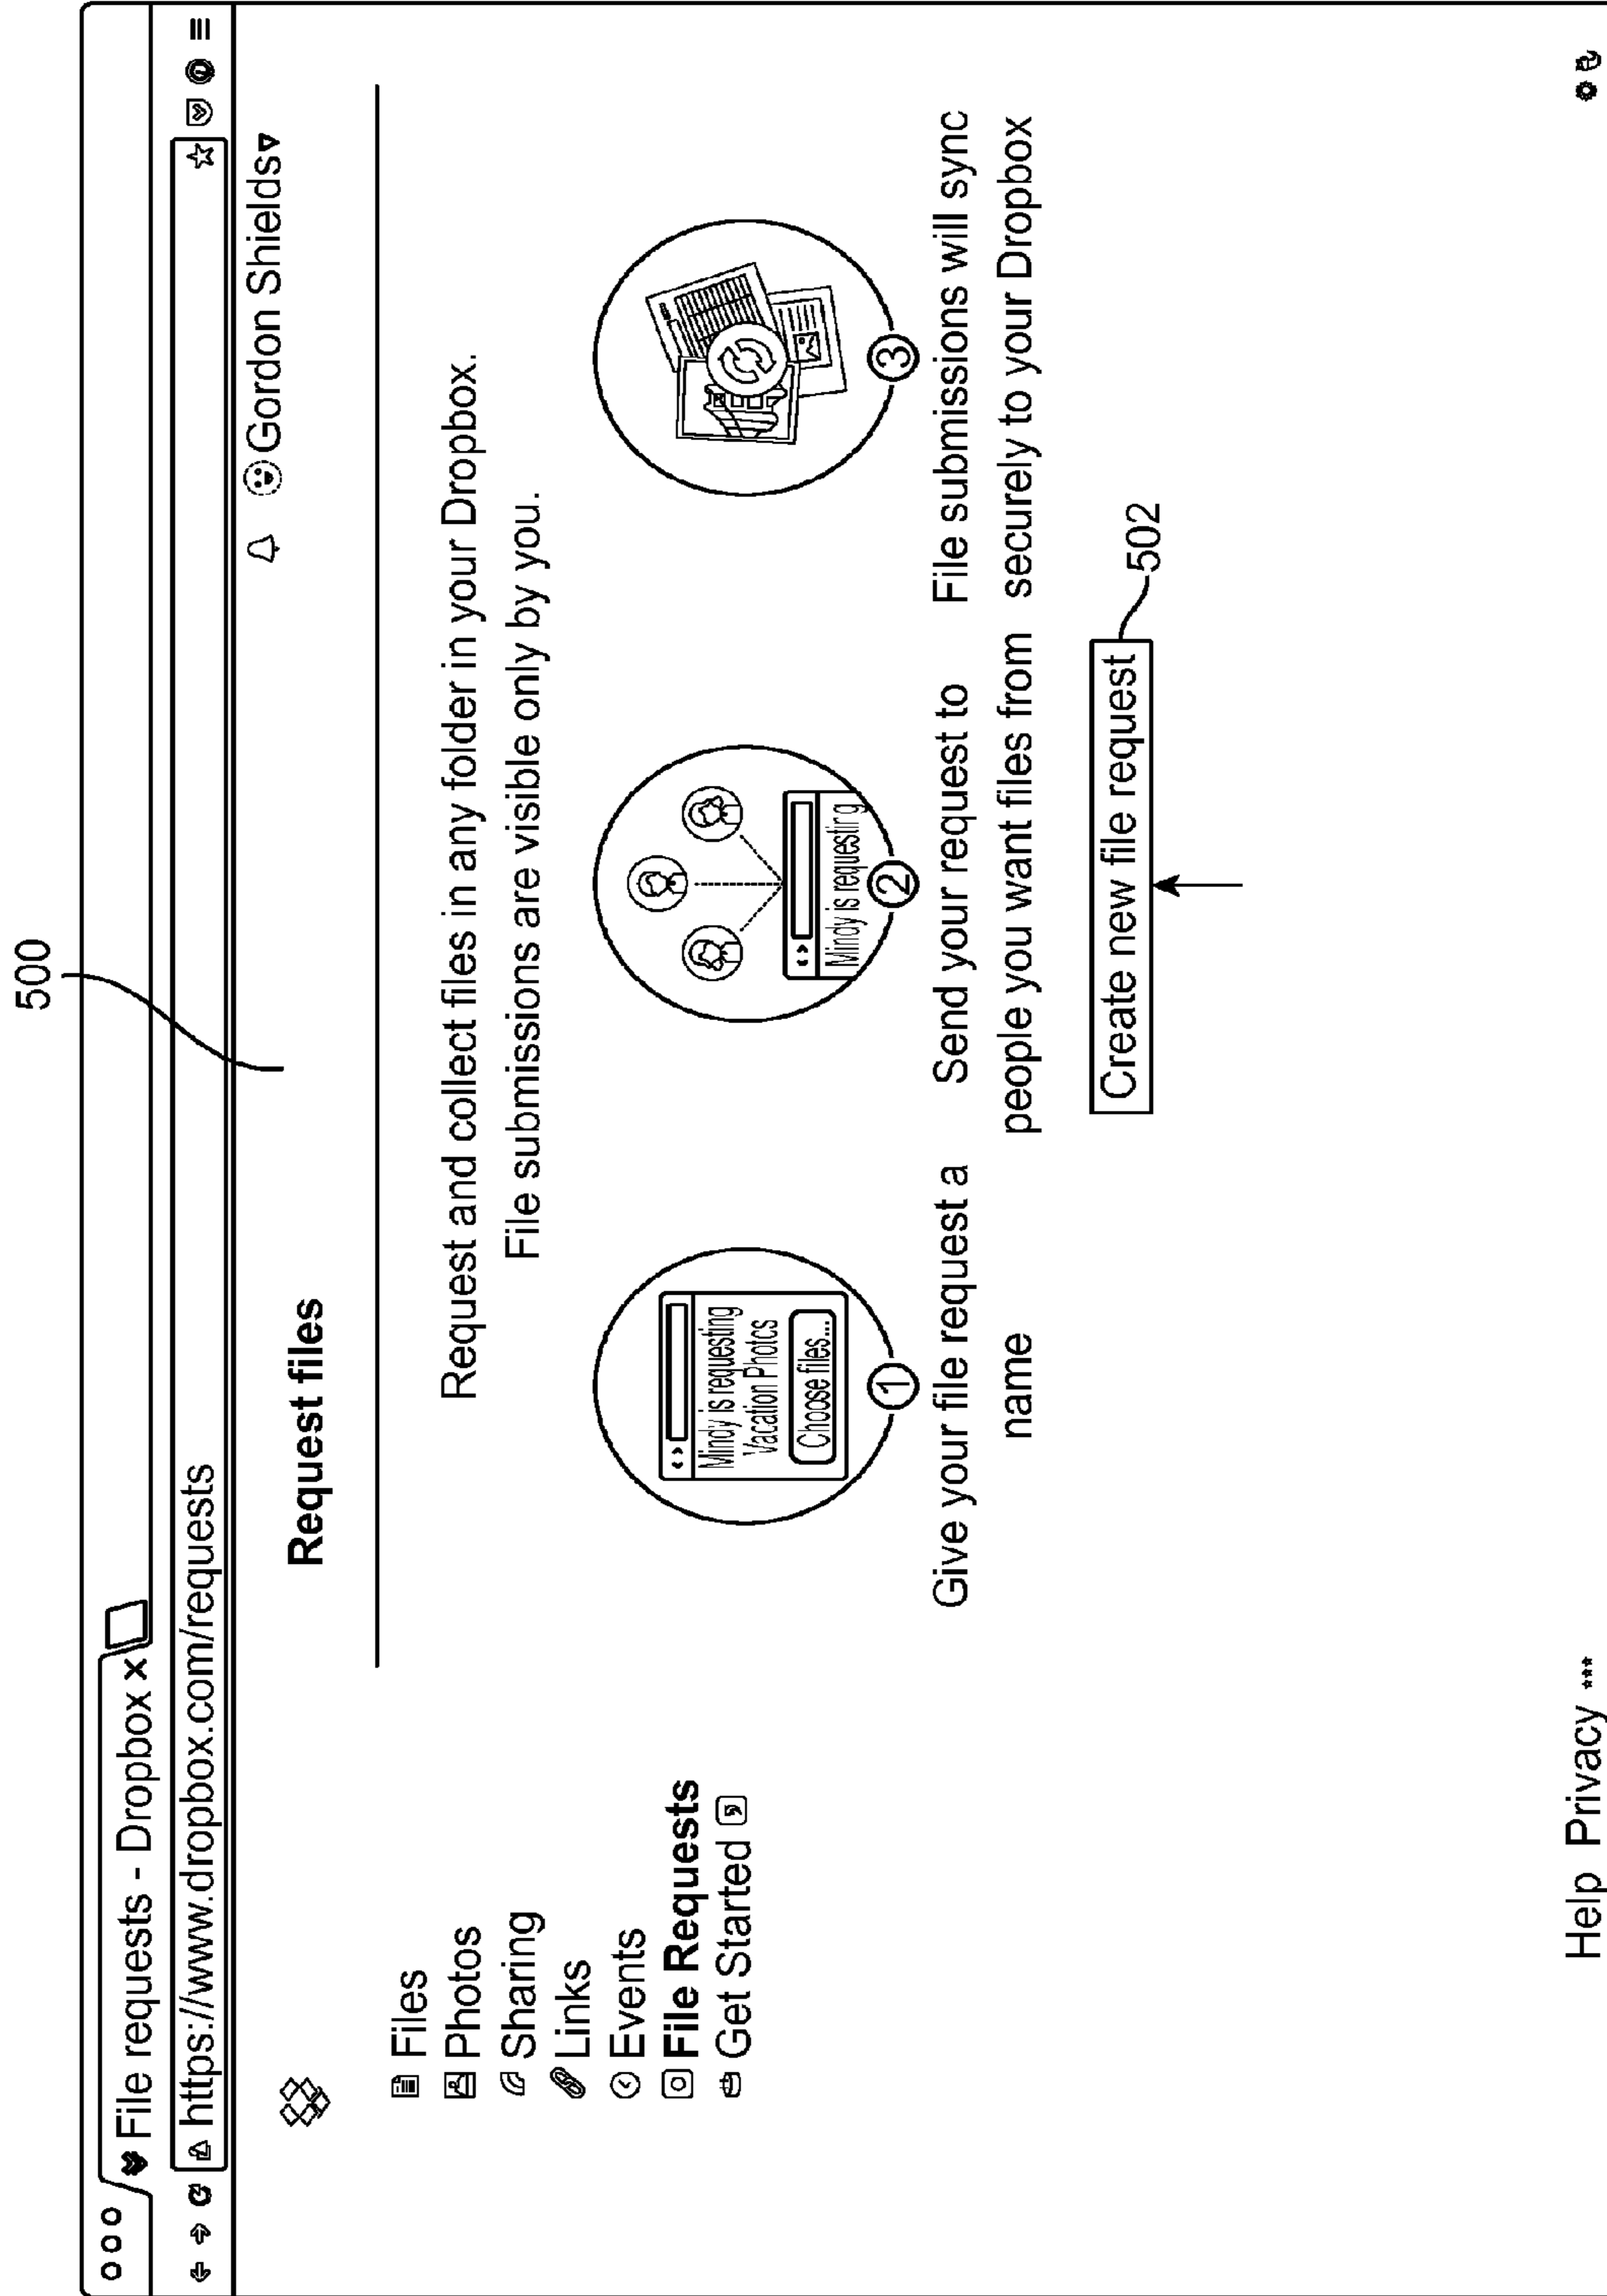 500
File requests - Dropbox x
https://www.dropbox.com/requests
Gordon Shields
Request files
Files
Photos
Sharing
Links
Events
File Requests
Get Started
Request and collect files in any folder in your Dropbox.
File submissions are visible only by you.
Mindy is requesting
Vacation Photos
Choose files...
1
Give your file request a
name
Mindy is requesting
2
Send your request to
people you want files from
3
File submissions will sync
securely to your Dropbox
Create new file request
502
Help Privacy ***